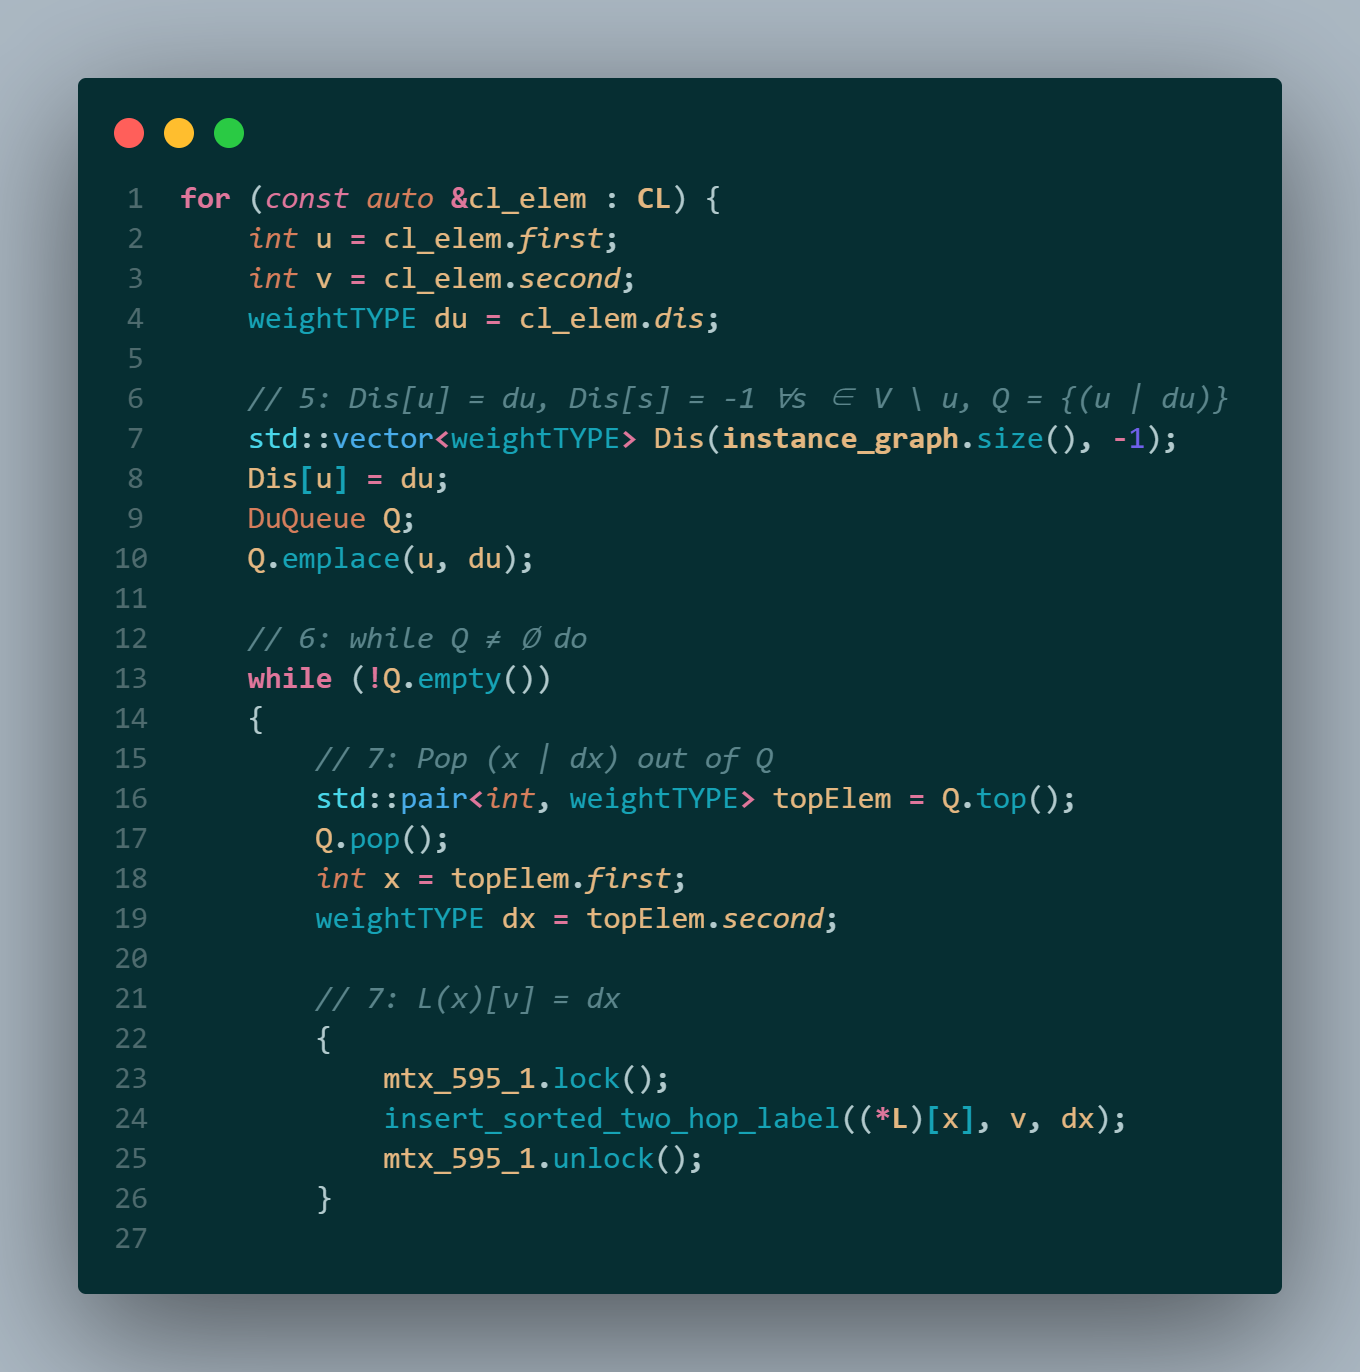 1 for (const auto &cl_elem : CL) {
2     int u = cl_elem.first;
3     int v = cl_elem.second;
4     weightTYPE du = cl_elem.dis;
5
6     // 5: Dis[u] = du, Dis[s] = -1 ∀s ∈ V \ u, Q = {(u | du)}
7     std::vector<weightTYPE> Dis(instance_graph.size(), -1);
8     Dis[u] = du;
9     DuQueue Q;
10     Q.emplace(u, du);
11
12     // 6: while Q ≠ Ø do
13     while (!Q.empty())
14     {
15         // 7: Pop (x | dx) out of Q
16         std::pair<int, weightTYPE> topElem = Q.top();
17         Q.pop();
18         int x = topElem.first;
19         weightTYPE dx = topElem.second;
20
21         // 7: L(x)[v] = dx
22         {
23             mtx_595_1.lock();
24             insert_sorted_two_hop_label((*L)[x], v, dx);
25             mtx_595_1.unlock();
26         }
27